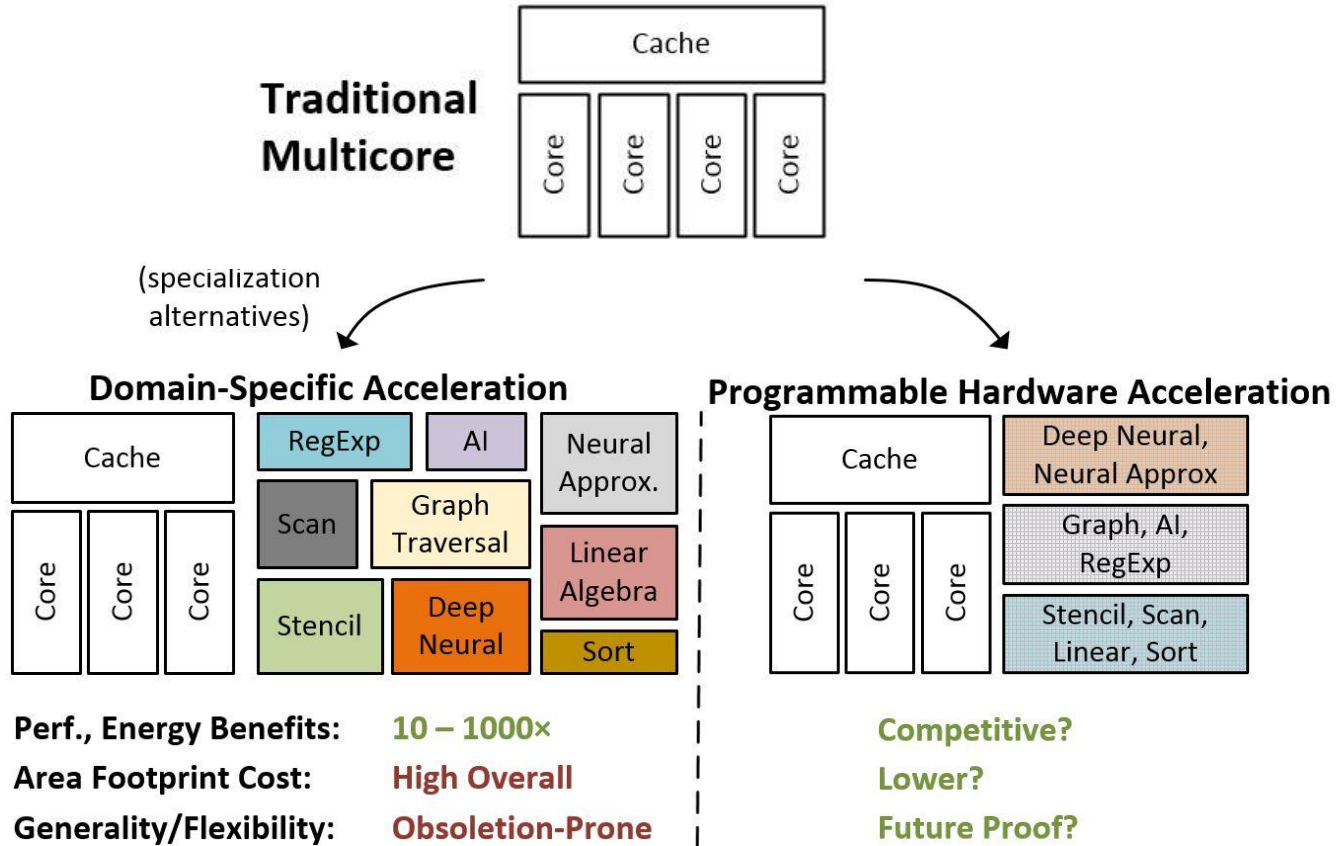 Cache
Traditional
Multicore
Core
Core
Core
Core
(specialization
alternatives)
Domain-Specific Acceleration
Cache
Core
Core
Core
RegExp
AI
Neural
Approx.
Scan
Graph
Traversal
Linear
Algebra
Stencil
Deep
Neural
Sort
Programmable Hardware Acceleration
Cache
Core
Core
Core
Deep Neural,
Neural Approx
Graph, AI,
RegExp
Stencil, Scan,
Linear, Sort
Perf., Energy Benefits: 10 – 1000× Competitive?
Area Footprint Cost: High Overall Lower?
Generality/Flexibility: Obsoletion-Prone Future Proof?